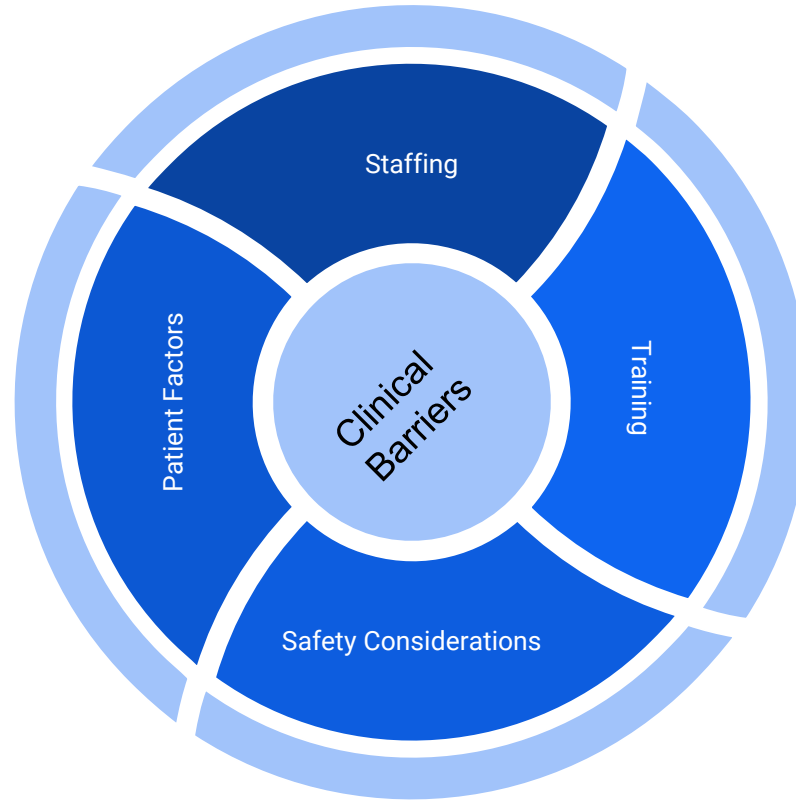 Staffing
Training
Patient Factors
Clinical
Barriers
Safety Considerations